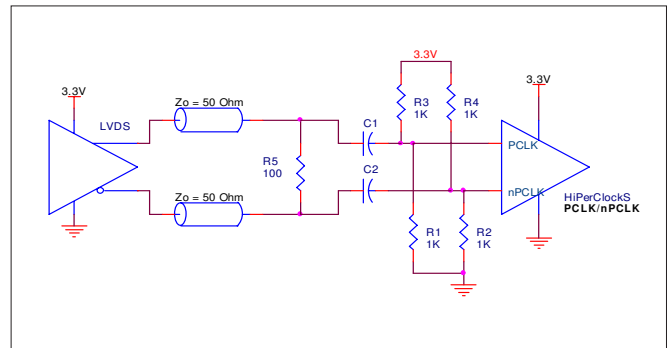 3.3V
3.3V
3.3V
Zo = 50 Ohm
LVDS
R3
1K
R4
1K
C1
PCLK
R5
100
C2
Zo = 50 Ohm
nPCLK
HiPerClockS
PCLK/nPCLK
R1
1K
R2
1K